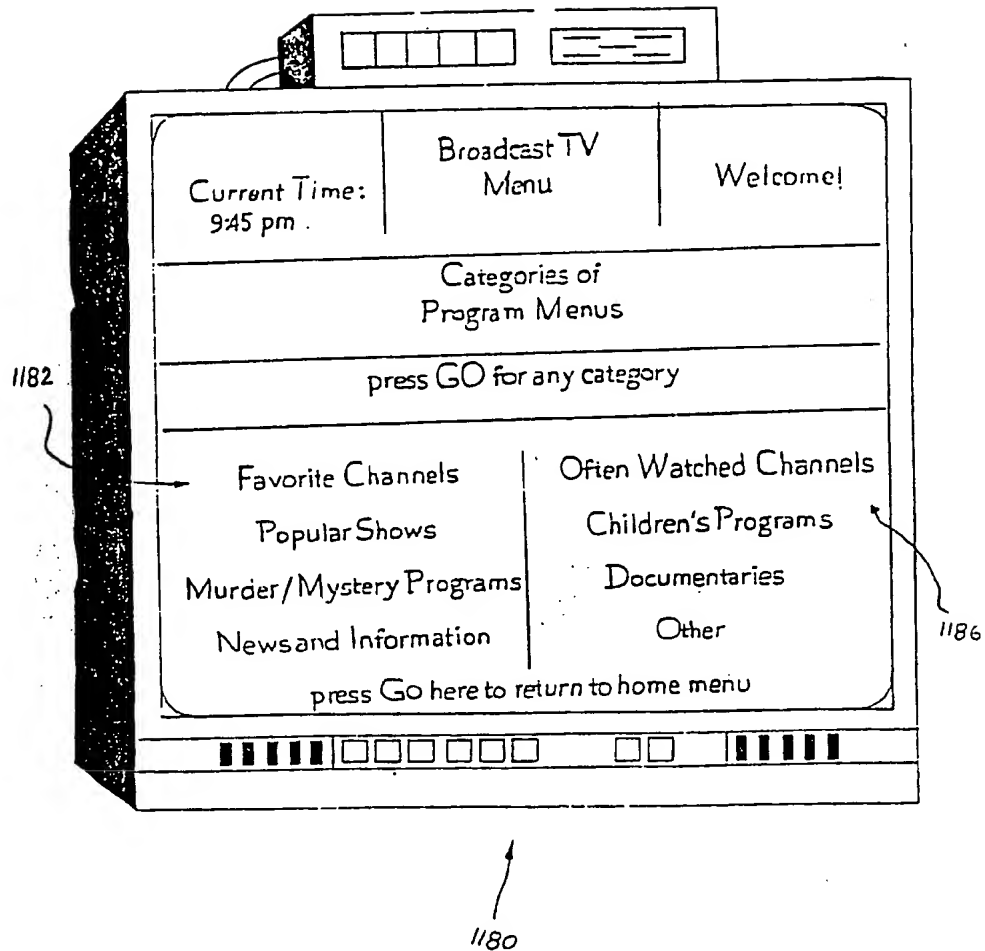 Current Time:
9:45 pm .
Broadcast TV
Menu
Welcome!
Categories of
Program Menus
press GO for any category
1182
Favorite Channels
Popular Shows
Murder/Mystery Programs
News and Information
Often Watched Channels
Children's Programs
Documentaries
Other
1186
press Go here to return to home menu
1180